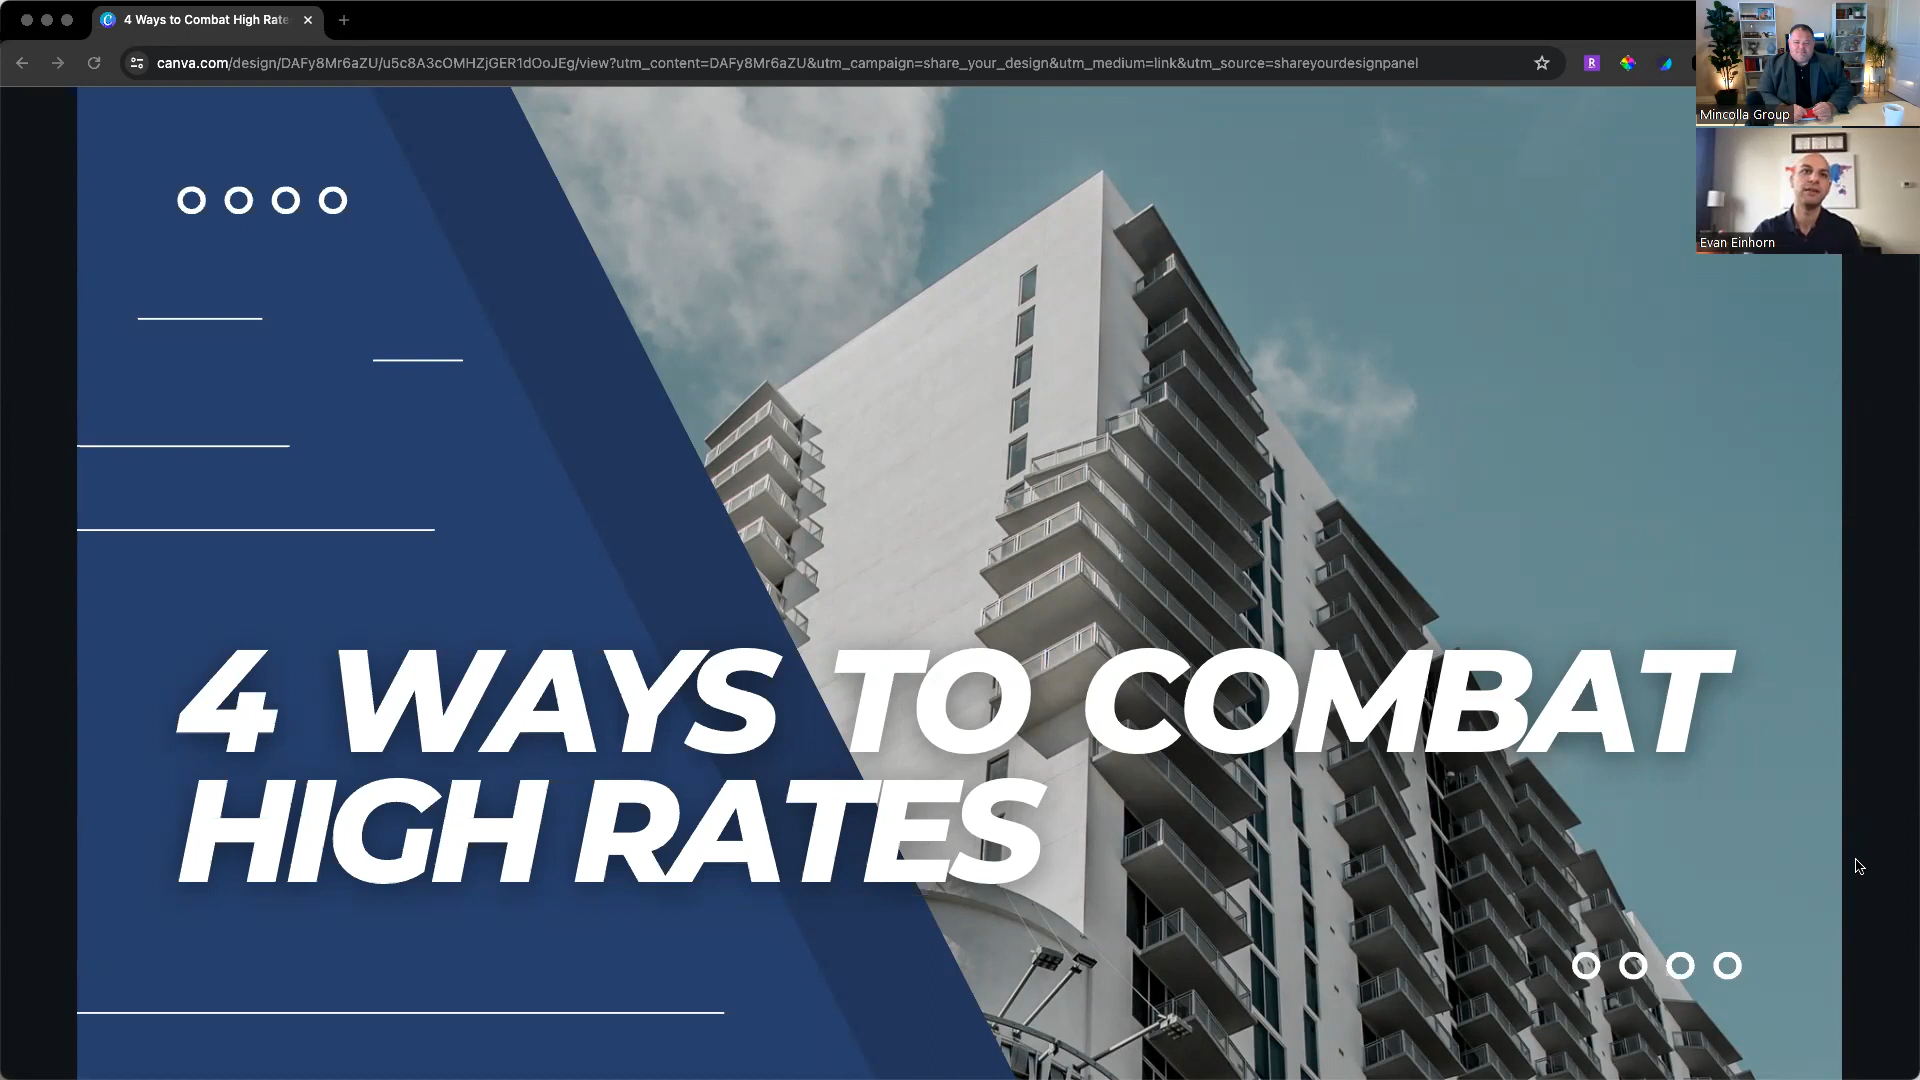 4 Ways to Combat High Rate
canva.com/design/DAFy8Mr6aZU/u5c8A3cOMHZjGER1dOoJEg/view?utm_content=DAFy8Mr6aZU&utm_campaign=share_your_design&utm_medium=link&utm_source=shareyourdesignpanel
R
Mincolla Group
Evan Einhorn
4 WAYS TO COMBAT
HIGH RATES